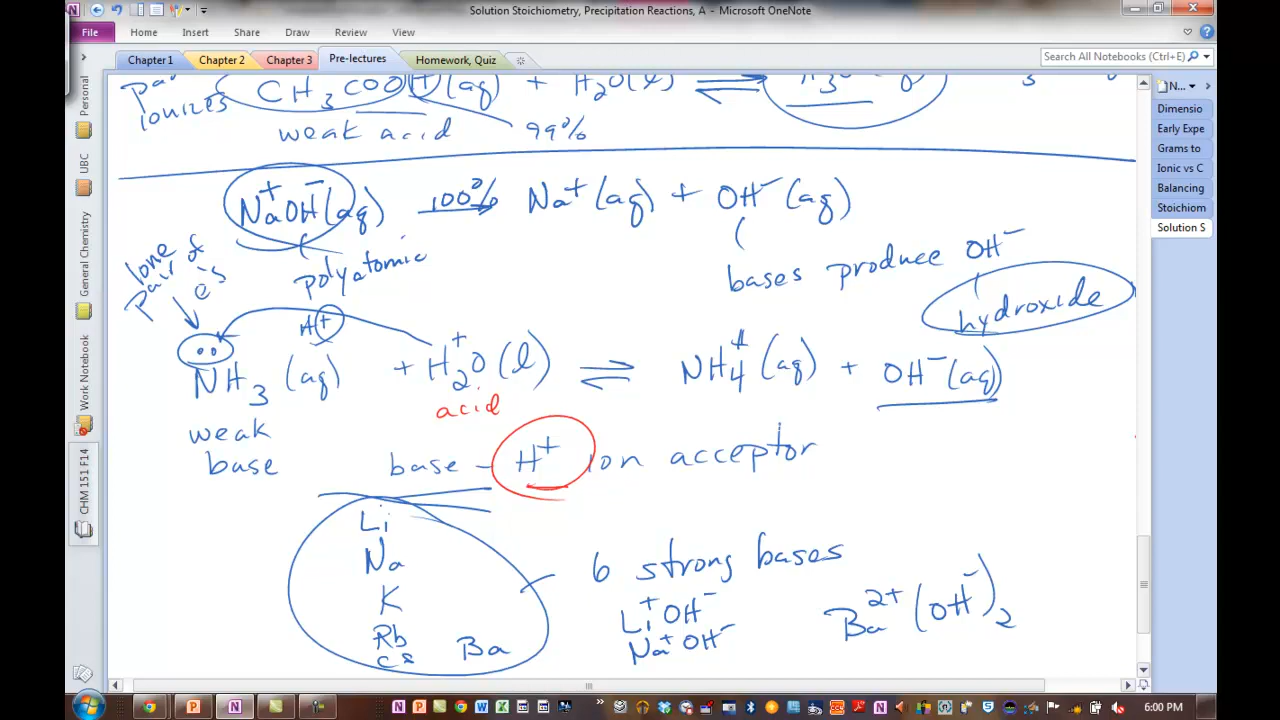 Solution Stoichiometry, Precipitation Reactions, A - Microsoft OneNote
File Home Insert Share Draw Review View
Chapter 1 Chapter 2 Chapter 3 Pre-lectures Homework, Quiz
Search All Notebooks (Ctrl+E)
N...
Dimensio
Early Expe
Grams to
Ionic vs C
Balancing
Stoichiom
Solution S
Personal
UBC
General Chemistry
Work Notebook
CHM 151 F14
ionizes
CH3COOH(aq) + H2O(l) ⇌
weak acid 99%
Na+OH-(aq) 100% Na+(aq) + OH-(aq)
polyatomic
bases produce OH-
hydroxide
lone pair of e's
H+
NH3(aq) + H2+O(l) ⇌ NH4+(aq) + OH-(aq)
acid
weak base
base - H+ ion acceptor
Li
Na
K
Rb
Cs Ba
6 strong bases
Li+OH-
Na+OH-
Ba2+(OH-)2
6:00 PM